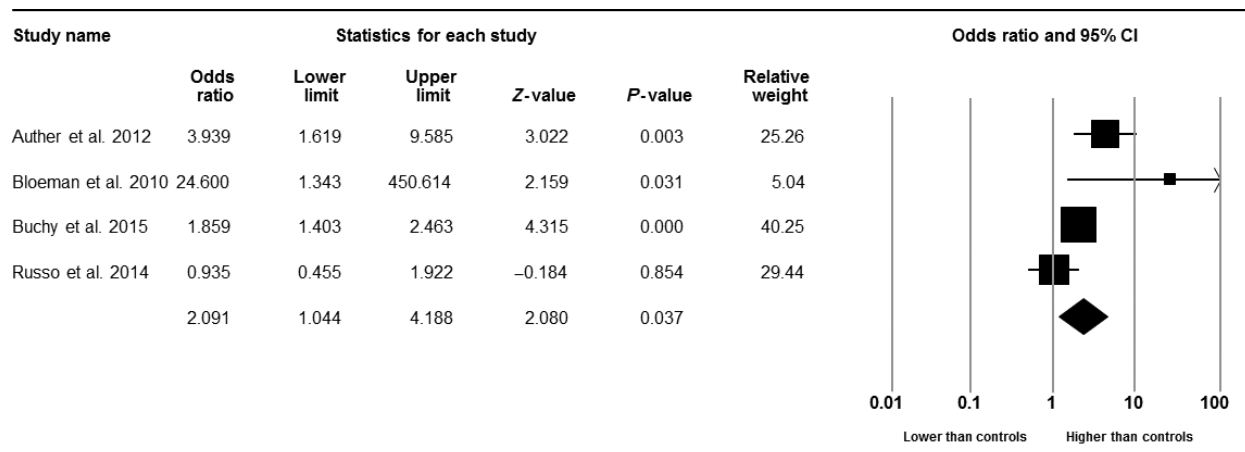 Study name Statistics for each study Odds ratio and 95% CI
Odds ratio Lower limit Upper limit Z-value P-value Relative weight
Auther et al. 2012 3.939 1.619 9.585 3.022 0.003 25.26
Bloeman et al. 2010 24.600 1.343 450.614 2.159 0.031 5.04
Buchy et al. 2015 1.859 1.403 2.463 4.315 0.000 40.25
Russo et al. 2014 0.935 0.455 1.922 –0.184 0.854 29.44
2.091 1.044 4.188 2.080 0.037
0.01 0.1 1 10 100
Lower than controls Higher than controls